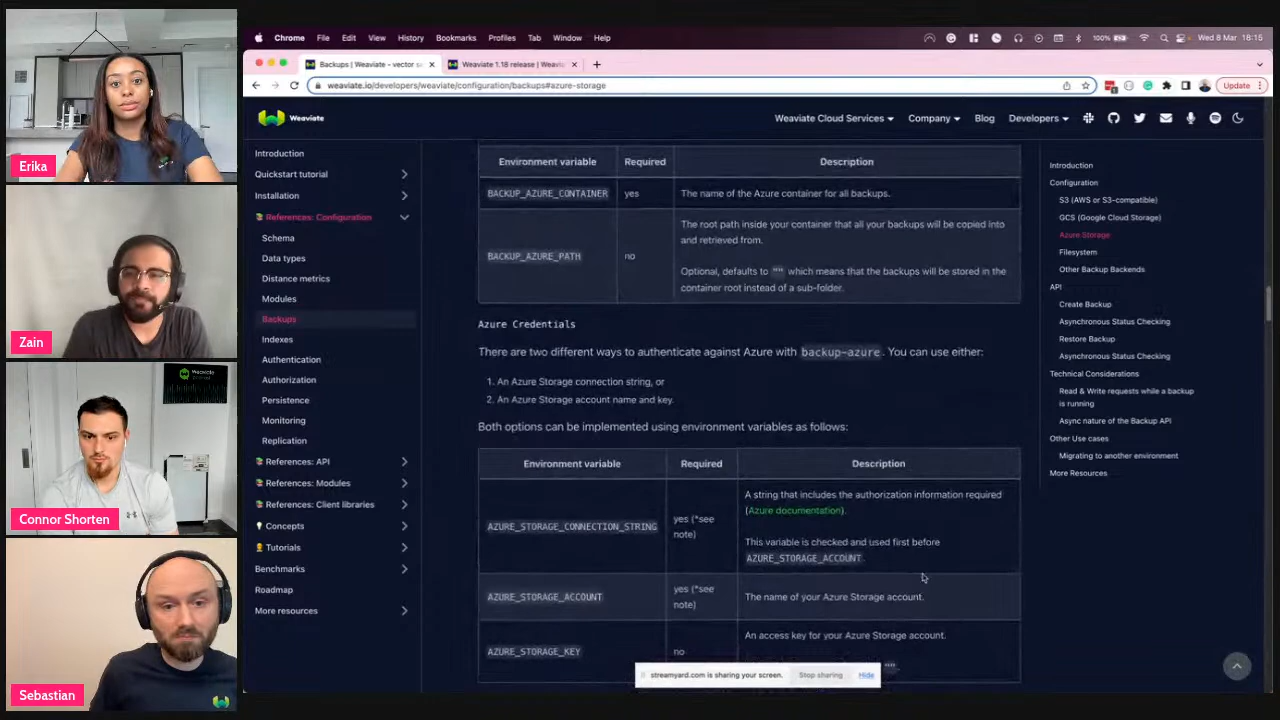 Erika
Zain
Weaviate
Connor Shorten
Sebastian
Chrome File Edit View History Bookmarks Profiles Tab Window Help
100% Wed 8 Mar 18:15
Backups | Weaviate - vector se
Weaviate 1.18 release | Weavia
weaviate.io/developers/weaviate/configuration/backups#azure-storage
Update
Weaviate
Weaviate Cloud Services Company Blog Developers
Introduction
Quickstart tutorial
Installation
References: Configuration
Schema
Data types
Distance metrics
Modules
Backups
Indexes
Authentication
Authorization
Persistence
Monitoring
Replication
References: API
References: Modules
References: Client libraries
Concepts
Tutorials
Benchmarks
Roadmap
More resources
Environment variable Required Description
BACKUP_AZURE_CONTAINER yes The name of the Azure container for all backups.
BACKUP_AZURE_PATH no The root path inside your container that all your backups will be copied into
and retrieved from.
Optional, defaults to "" which means that the backups will be stored in the
container root instead of a sub-folder.
Azure Credentials
There are two different ways to authenticate against Azure with backup-azure. You can use either:
1. An Azure Storage connection string, or
2. An Azure Storage account name and key.
Both options can be implemented using environment variables as follows:
Environment variable Required Description
AZURE_STORAGE_CONNECTION_STRING yes (*see
note)
A string that includes the authorization information required
(Azure documentation).
This variable is checked and used first before
AZURE_STORAGE_ACCOUNT.
AZURE_STORAGE_ACCOUNT yes (*see
note)
The name of your Azure Storage account.
AZURE_STORAGE_KEY no An access key for your Azure Storage account.
""
streamyard.com is sharing your screen. Stop sharing Hide
Introduction
Configuration
S3 (AWS or S3-compatible)
GCS (Google Cloud Storage)
Azure Storage
Filesystem
Other Backup Backends
API
Create Backup
Asynchronous Status Checking
Restore Backup
Asynchronous Status Checking
Technical Considerations
Read & Write requests while a backup
is running
Async nature of the Backup API
Other Use cases
Migrating to another environment
More Resources